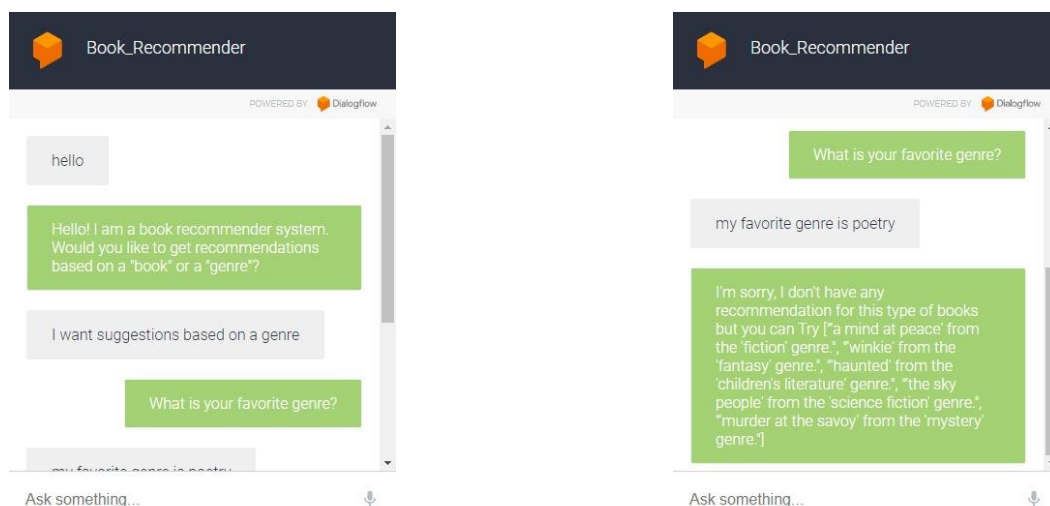 Book_Recommender
POWERED BY Dialogflow
hello
Hello! I am a book recommender system.
Would you like to get recommendations
based on a "book" or a "genre"?
I want suggestions based on a genre
What is your favorite genre?
my favorite genre is poetry
Ask something...
Book_Recommender
POWERED BY Dialogflow
What is your favorite genre?
my favorite genre is poetry
I'm sorry, I don't have any
recommendation for this type of books
but you can Try ["'a mind at peace' from
the 'fiction' genre.", "'winkie' from the
'fantasy' genre.", "'haunted' from the
'children's literature' genre.", "'the sky
people' from the 'science fiction' genre.",
"'murder at the savoy' from the 'mystery'
genre."]
Ask something...